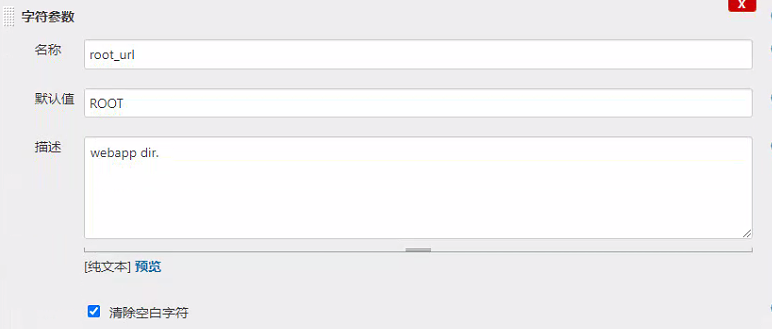 X
字符参数
名称
root_url
默认值
ROOT
描述
webapp dir.
[纯文本] 预览
清除空白字符